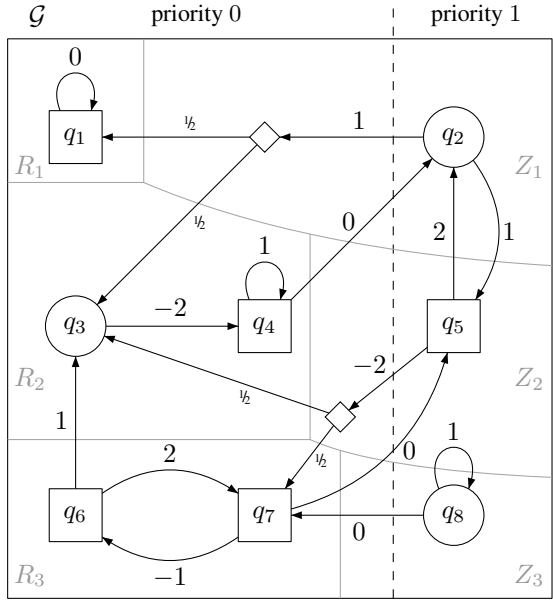 𝒢 priority 0 priority 1
0
q₁ ½ 1 q₂
R₁ Z₁
½ 0 2 1
1
q₃ −2 q₄ q₅
R₂ −2 Z₂
½
1 2 ½ 0 1
q₆ q₇ q₈
0
R₃ −1 Z₃